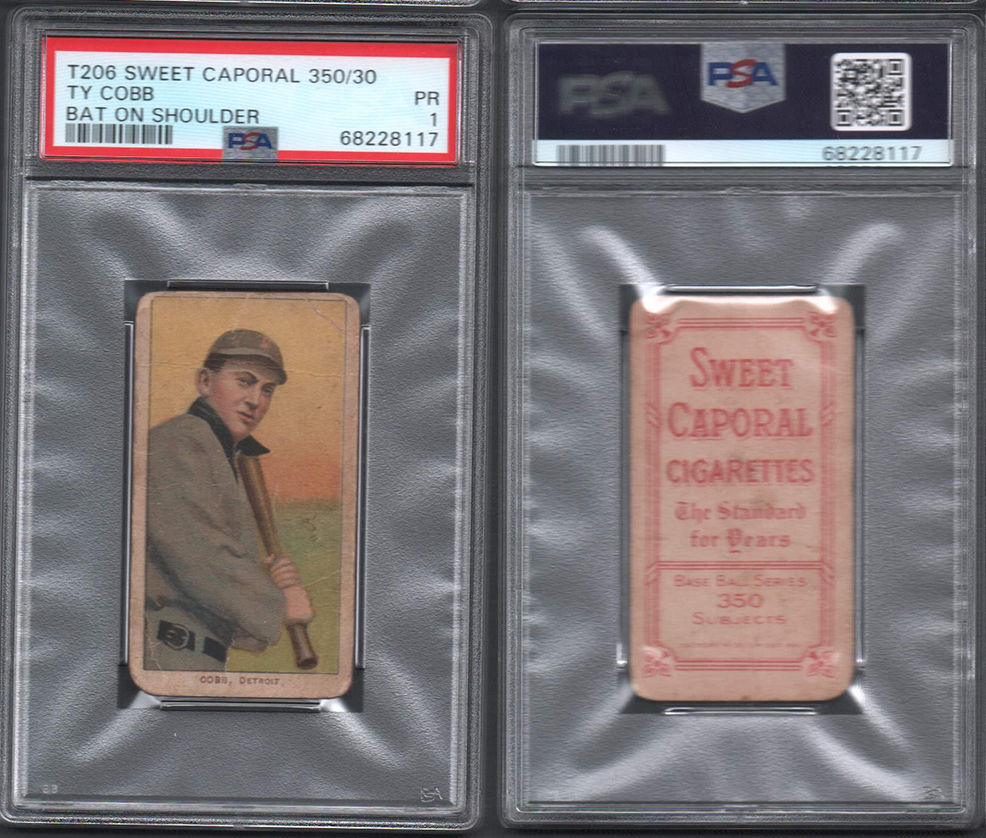 T206 SWEET CAPORAL 350/30
TY COBB
PR
BAT ON SHOULDER
1
PSA
68228117
COBB, DETROIT.
PSA
PSA
68228117
SWEET
CAPORAL
CIGARETTES
The Standard
for Years
BASE BALL SERIES
350
SUBJECTS